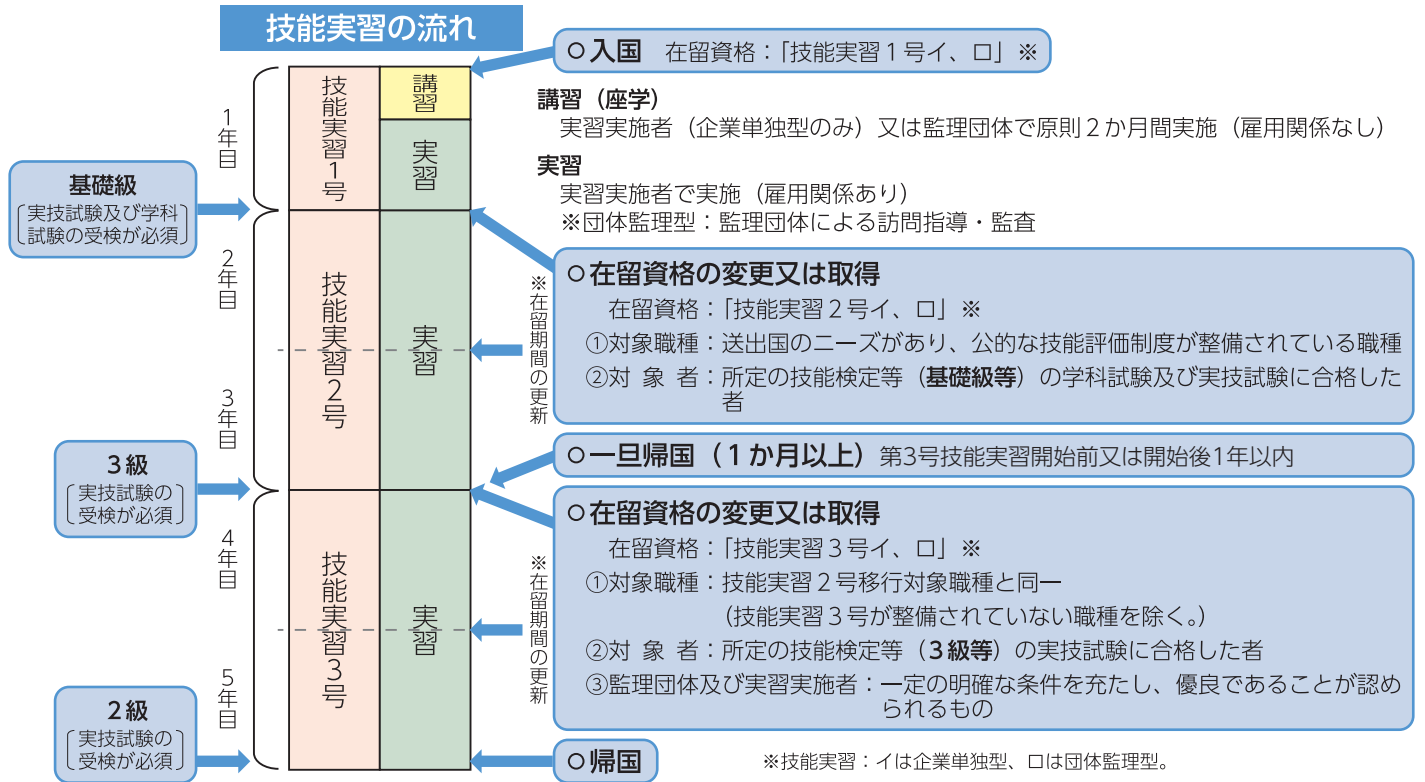 技能実習の流れ
○入国　在留資格：「技能実習１号イ、ロ」※
講習（座学）
実習実施者（企業単独型のみ）又は監理団体で原則２か月間実施（雇用関係なし）
実習
実習実施者で実施（雇用関係あり）
※団体監理型：監理団体による訪問指導・監査
1年目
2年目
3年目
4年目
5年目
技能実習1号
講習
実習
技能実習2号
実習
技能実習3号
実習
基礎級
実技試験及び学科
試験の受検が必須
3級
実技試験の
受検が必須
2級
実技試験の
受検が必須
※在留期間の更新
※在留期間の更新
○在留資格の変更又は取得
在留資格：「技能実習２号イ、ロ」※
①対象職種：送出国のニーズがあり、公的な技能評価制度が整備されている職種
②対　象　者：所定の技能検定等（基礎級等）の学科試験及び実技試験に合格した
者
○一旦帰国（１か月以上）第3号技能実習開始前又は開始後1年以内
○在留資格の変更又は取得
在留資格：「技能実習３号イ、ロ」※
①対象職種：技能実習２号移行対象職種と同一
（技能実習３号が整備されていない職種を除く。）
②対　象　者：所定の技能検定等（３級等）の実技試験に合格した者
③監理団体及び実習実施者：一定の明確な条件を充たし、優良であることが認め
られるもの
○帰国
※技能実習：イは企業単独型、ロは団体監理型。